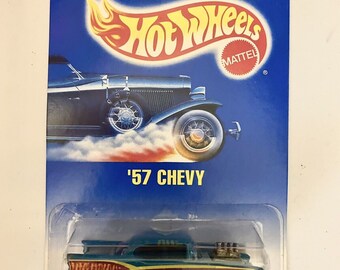 HOT WHEELS
MATTEL
®
'57 CHEVY